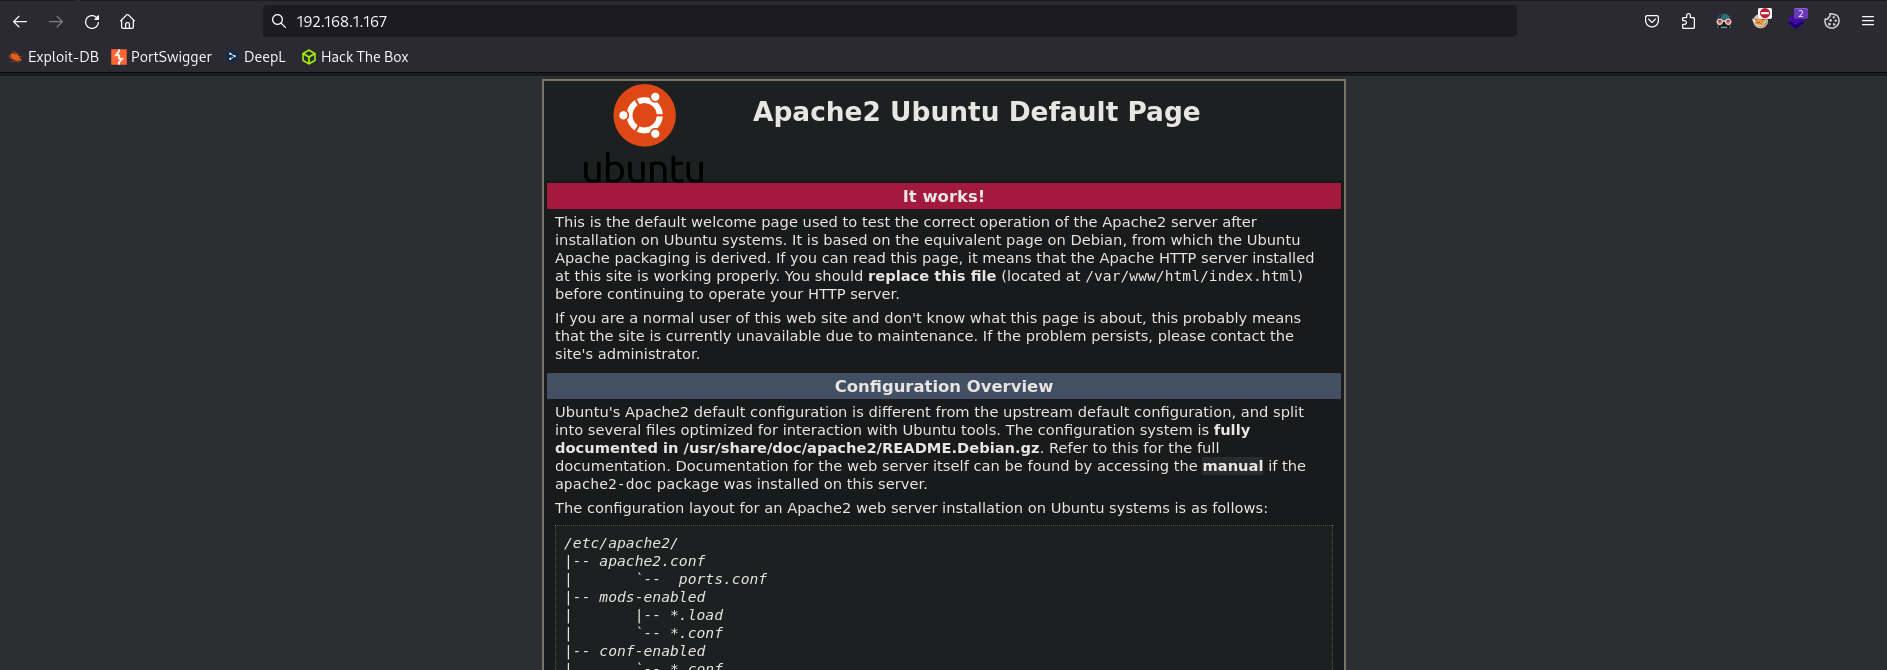 192.168.1.167
2
Exploit-DB PortSwigger DeepL Hack The Box
Apache2 Ubuntu Default Page
ubuntu
It works!
This is the default welcome page used to test the correct operation of the Apache2 server after
installation on Ubuntu systems. It is based on the equivalent page on Debian, from which the Ubuntu
Apache packaging is derived. If you can read this page, it means that the Apache HTTP server installed
at this site is working properly. You should replace this file (located at /var/www/html/index.html)
before continuing to operate your HTTP server.
If you are a normal user of this web site and don't know what this page is about, this probably means
that the site is currently unavailable due to maintenance. If the problem persists, please contact the
site's administrator.
Configuration Overview
Ubuntu's Apache2 default configuration is different from the upstream default configuration, and split
into several files optimized for interaction with Ubuntu tools. The configuration system is fully
documented in /usr/share/doc/apache2/README.Debian.gz. Refer to this for the full
documentation. Documentation for the web server itself can be found by accessing the manual if the
apache2-doc package was installed on this server.
The configuration layout for an Apache2 web server installation on Ubuntu systems is as follows:
/etc/apache2/
|-- apache2.conf
|       `--  ports.conf
|-- mods-enabled
|       |-- *.load
|       `-- *.conf
|-- conf-enabled
|       `-- *.conf